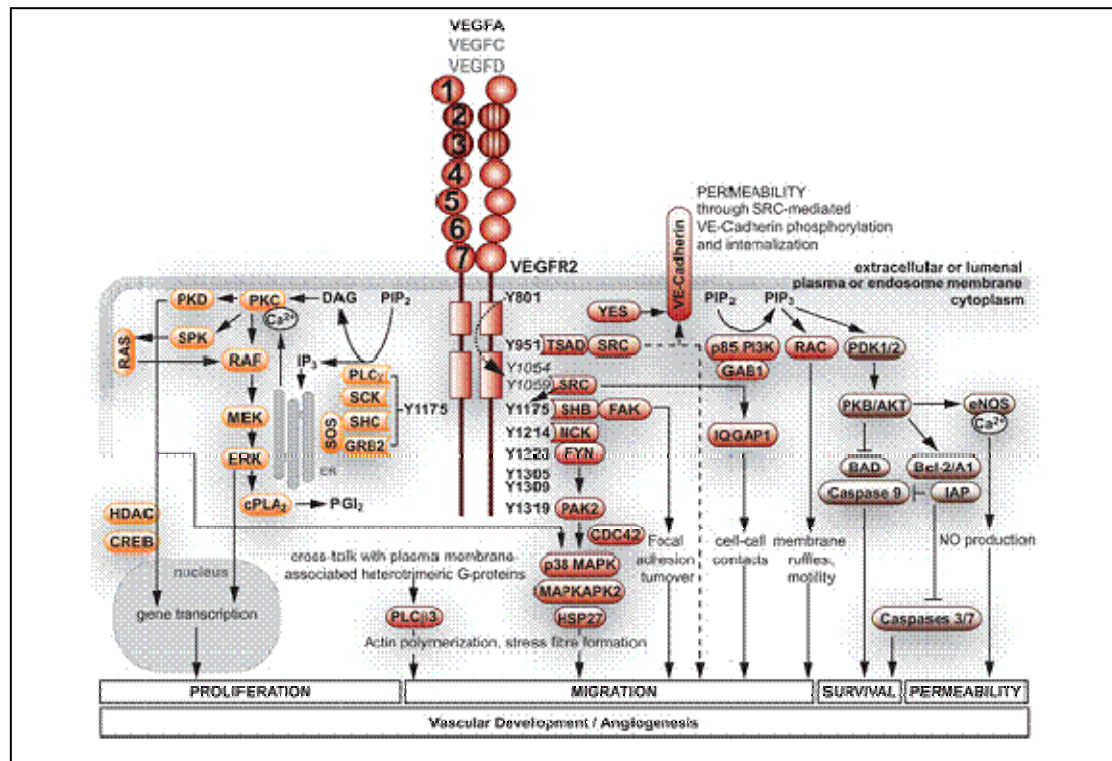 VEGFA
VEGFC
VEGFD
1
2
3
4
5
6
7
VEGFR2
PERMEABILITY
through SRC-mediated
VE-Cadherin phosphorylation
and internalization
VE-Cadherin
extracellular or lumenal
plasma or endosome membrane
cytoplasm
PKD
PKC
DAG
PIP₂
Ca²⁺
SPK
RAS
RAF
IP₃
PLCγ
SCK
SHC
GRB2
SOS
Y1175
MEK
ERK
ER
cPLA₂
PGI₂
HDAC
CREB
nucleus
gene transcription
Y801
Y951
TSAD
SRC
YES
Y1054
Y1059
SRC
Y1175
SHB
FAK
Y1214
NCK
FYN
Y1305
Y1309
Y1319
PAK2
CDC42
p38 MAPK
MAPKAPK2
HSP27
cross-talk with plasma membrane
associated heterotrimeric G-proteins
PLCβ3
Actin polymerization, stress fibre formation
Focal
adhesion
turnover
PIP₂
PIP₃
p85 PI3K
GAB1
RAC
PDK1/2
IQGAP1
cell-cell
contacts
membrane
ruffles,
motility
PKB/AKT
eNOS
Ca²⁺
BAD
Bcl-2/A1
Caspase 9
IAP
NO production
Caspases 3/7
PROLIFERATION
MIGRATION
SURVIVAL
PERMEABILITY
Vascular Development / Angiogenesis